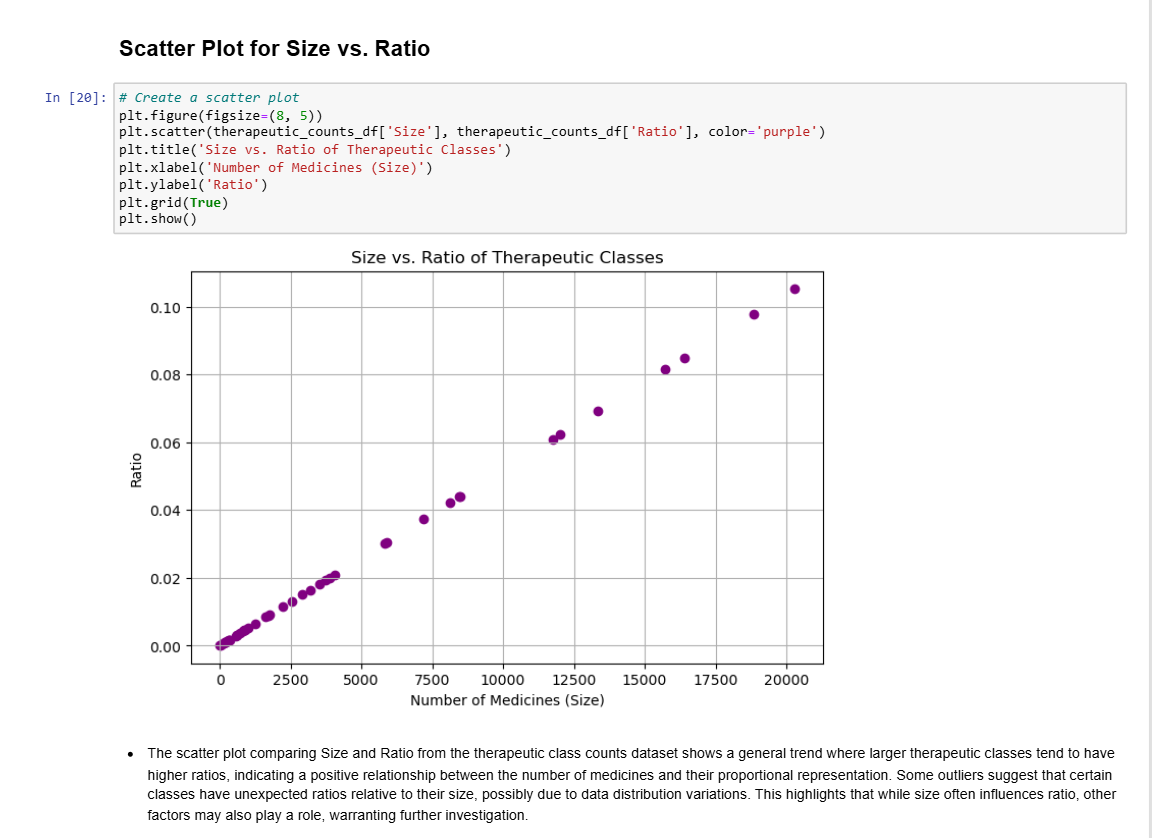 Scatter Plot for Size vs. Ratio
In [20]:
# Create a scatter plot
plt.figure(figsize=(8, 5))
plt.scatter(therapeutic_counts_df['Size'], therapeutic_counts_df['Ratio'], color='purple')
plt.title('Size vs. Ratio of Therapeutic Classes')
plt.xlabel('Number of Medicines (Size)')
plt.ylabel('Ratio')
plt.grid(True)
plt.show()
Size vs. Ratio of Therapeutic Classes
0.10
0.08
0.06
0.04
0.02
0.00
Ratio
0 2500 5000 7500 10000 12500 15000 17500 20000
Number of Medicines (Size)
• The scatter plot comparing Size and Ratio from the therapeutic class counts dataset shows a general trend where larger therapeutic classes tend to have
higher ratios, indicating a positive relationship between the number of medicines and their proportional representation. Some outliers suggest that certain
classes have unexpected ratios relative to their size, possibly due to data distribution variations. This highlights that while size often influences ratio, other
factors may also play a role, warranting further investigation.